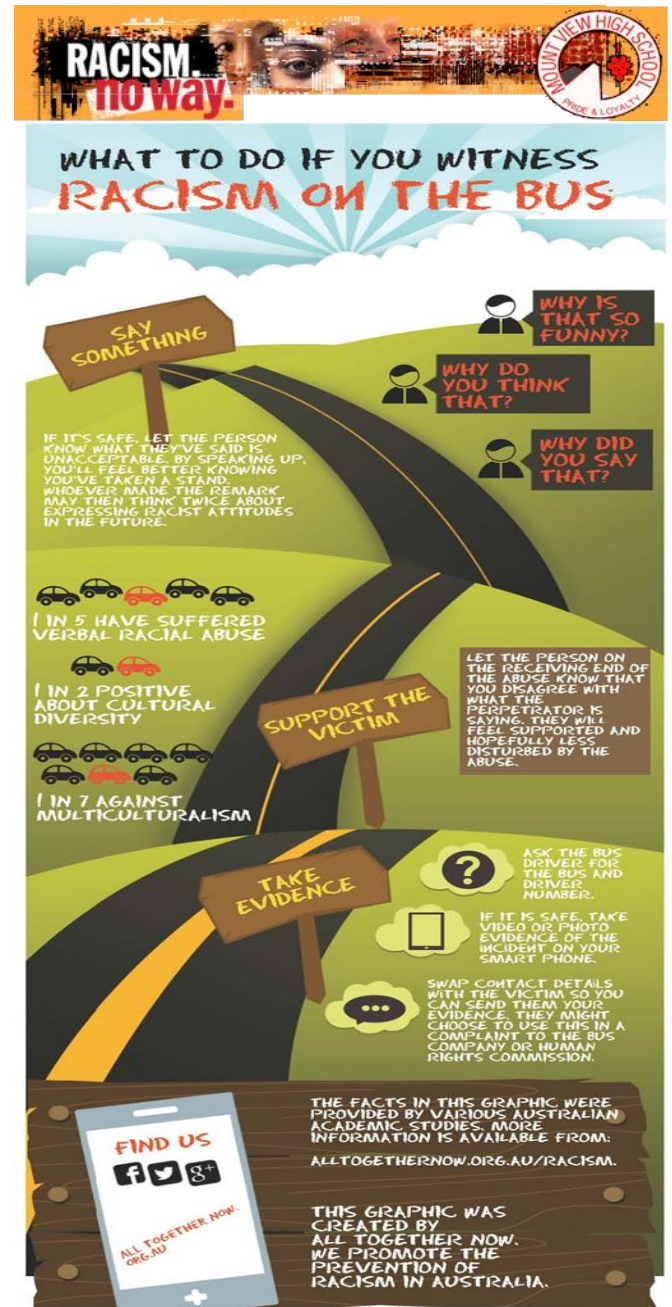 RACISM.
no way.
MOUNT VIEW HIGH SCHOOL
PRIDE & LOYALTY
WHAT TO DO IF YOU WITNESS
RACISM ON THE BUS
SAY
SOMETHING
WHY IS
THAT SO
FUNNY?
WHY DO
YOU THINK
THAT?
WHY DID
YOU SAY
THAT?
IF IT'S SAFE, LET THE PERSON
KNOW WHAT THEY'VE SAID IS
UNACCEPTABLE. BY SPEAKING UP,
YOU'LL FEEL BETTER KNOWING
YOU'VE TAKEN A STAND.
WHOEVER MADE THE REMARK
MAY THEN THINK TWICE ABOUT
EXPRESSING RACIST ATTITUDES
IN THE FUTURE.
1 IN 5 HAVE SUFFERED
VERBAL RACIAL ABUSE
1 IN 2 POSITIVE
ABOUT CULTURAL
DIVERSITY
1 IN 7 AGAINST
MULTICULTURALISM
SUPPORT THE
VICTIM
LET THE PERSON ON
THE RECEIVING END OF
THE ABUSE KNOW THAT
YOU DISAGREE WITH
WHAT THE
PERPETRATOR IS
SAYING. THEY WILL
FEEL SUPPORTED AND
HOPEFULLY LESS
DISTURBED BY THE
ABUSE.
TAKE
EVIDENCE
?
ASK THE BUS
DRIVER FOR
THE BUS AND
DRIVER
NUMBER.
IF IT IS SAFE, TAKE
VIDEO OR PHOTO
EVIDENCE OF THE
INCIDENT ON YOUR
SMART PHONE.
SWAP CONTACT DETAILS
WITH THE VICTIM SO YOU
CAN SEND THEM YOUR
EVIDENCE. THEY MIGHT
CHOOSE TO USE THIS IN A
COMPLAINT TO THE BUS
COMPANY OR HUMAN
RIGHTS COMMISSION.
FIND US
f g+
ALL TOGETHER NOW.
ORG.AU
THE FACTS IN THIS GRAPHIC WERE
PROVIDED BY VARIOUS AUSTRALIAN
ACADEMIC STUDIES. MORE
INFORMATION IS AVAILABLE FROM:
ALLTOGETHERNOW.ORG.AU/RACISM.
THIS GRAPHIC WAS
CREATED BY
ALL TOGETHER NOW.
WE PROMOTE THE
PREVENTION OF
RACISM IN AUSTRALIA.